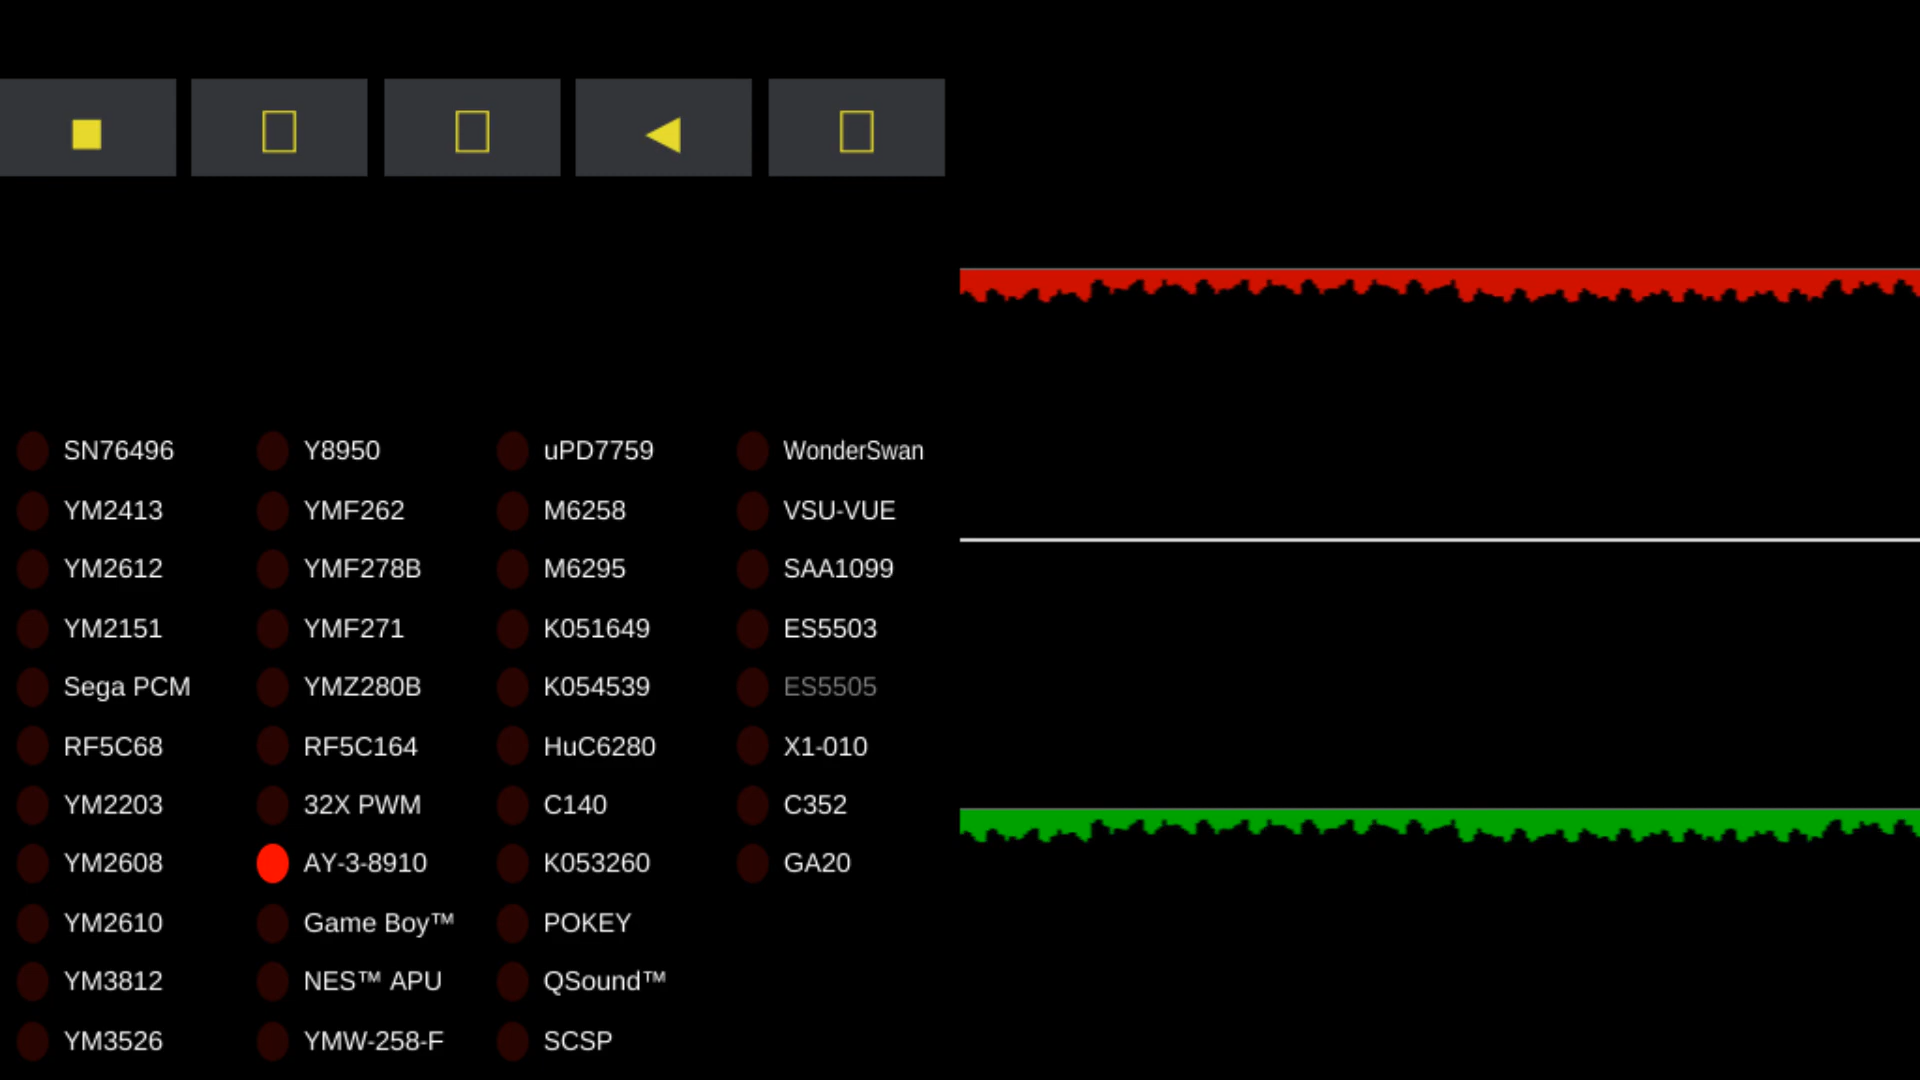 SN76496 Y8950 uPD7759 WonderSwan
YM2413 YMF262 M6258 VSU-VUE
YM2612 YMF278B M6295 SAA1099
YM2151 YMF271 K051649 ES5503
Sega PCM YMZ280B K054539 ES5505
RF5C68 RF5C164 HuC6280 X1-010
YM2203 32X PWM C140 C352
YM2608 AY-3-8910 K053260 GA20
YM2610 Game Boy™ POKEY
YM3812 NES™ APU QSound™
YM3526 YMW-258-F SCSP